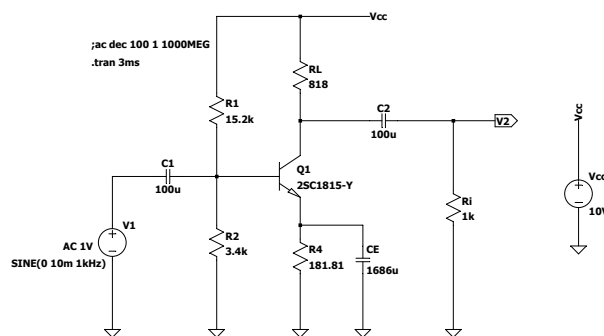 ;ac dec 100 1 1000MEG
.tran 3ms
Vcc
RL
818
R1
15.2k
C2
100u
V2
Vcc
C1
100u
Q1
2SC1815-Y
V1
AC 1V
SINE(0 10m 1kHz)
R2
3.4k
R4
181.81
CE
1686u
Ri
1k
Vcc
10V